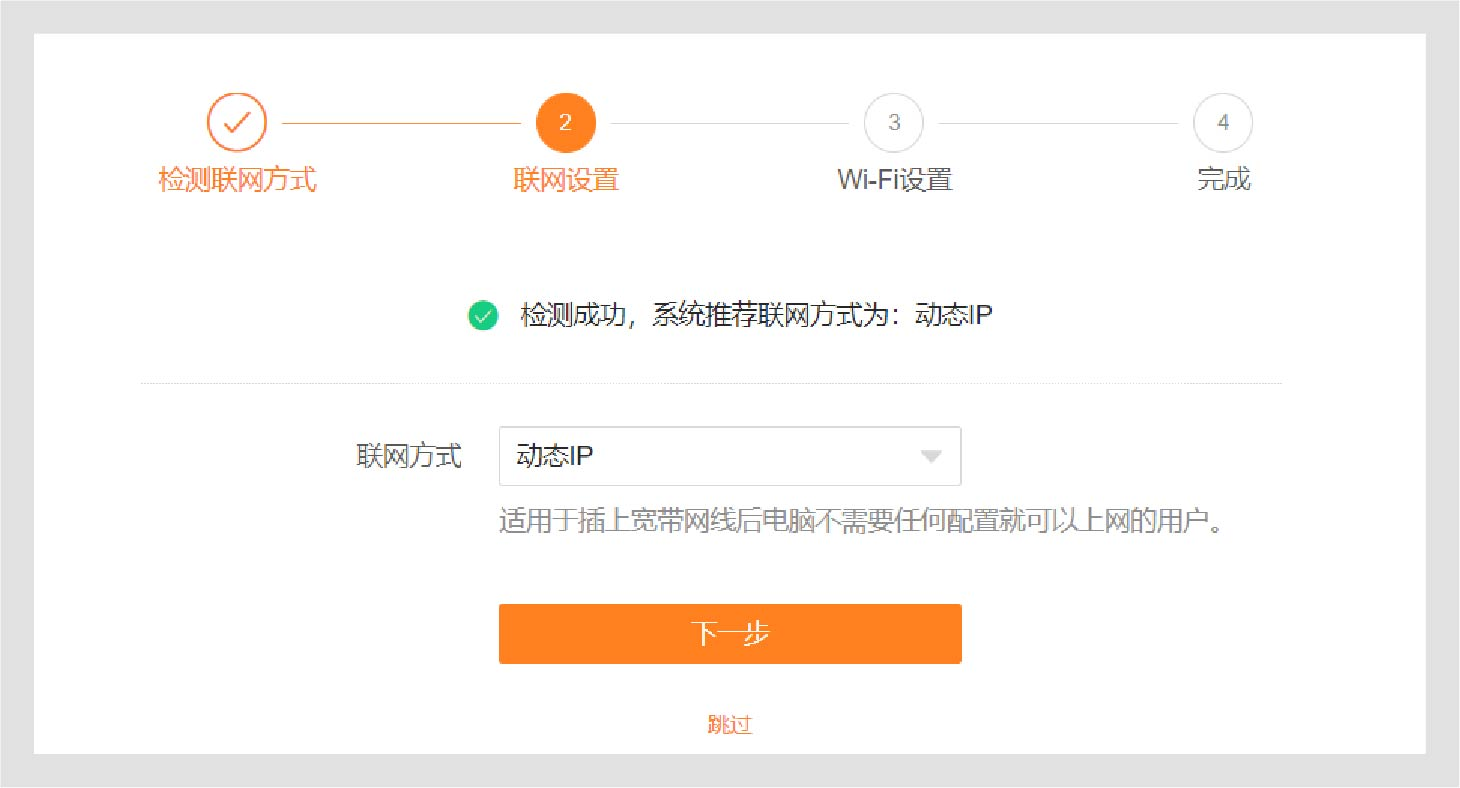 2
3
4
检测联网方式
联网设置
Wi-Fi设置
完成
检测成功，系统推荐联网方式为：动态IP
联网方式
动态IP
适用于插上宽带网线后电脑不需要任何配置就可以上网的用户。
下一步
跳过